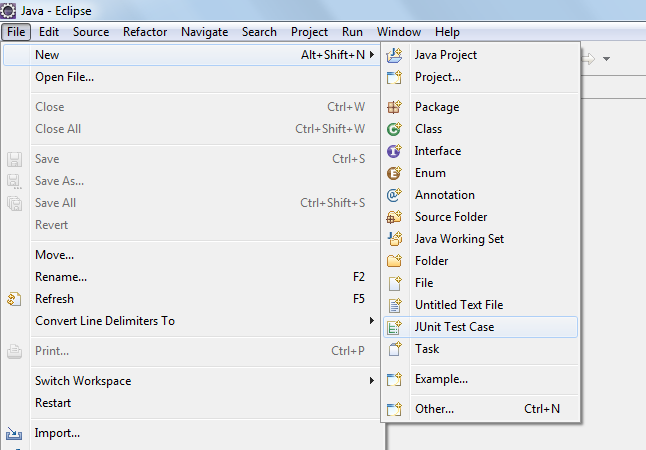 Java - Eclipse
File Edit Source Refactor Navigate Search Project Run Window Help
New Alt+Shift+N
Open File...
Close Ctrl+W
Close All Ctrl+Shift+W
Save Ctrl+S
Save As...
Save All Ctrl+Shift+S
Revert
Move...
Rename... F2
Refresh F5
Convert Line Delimiters To
Print... Ctrl+P
Switch Workspace
Restart
Import...
Java Project
Project...
Package
Class
Interface
Enum
Annotation
Source Folder
Java Working Set
Folder
File
Untitled Text File
JUnit Test Case
Task
Example...
Other... Ctrl+N